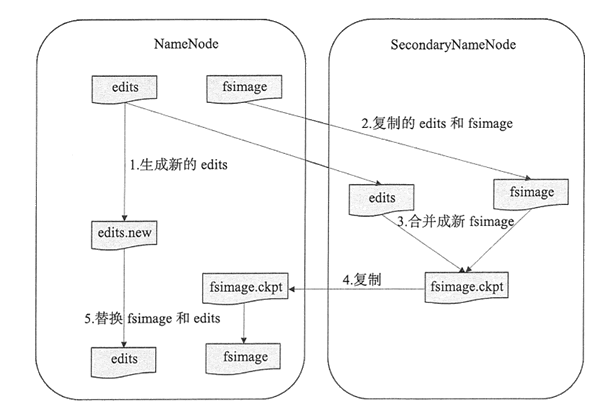 NameNode
SecondaryNameNode
edits
fsimage
2.复制的 edits 和 fsimage
1.生成新的 edits
edits
fsimage
3.合并成新 fsimage
edits.new
4.复制
fsimage.ckpt
fsimage.ckpt
5.替换 fsimage 和 edits
edits
fsimage